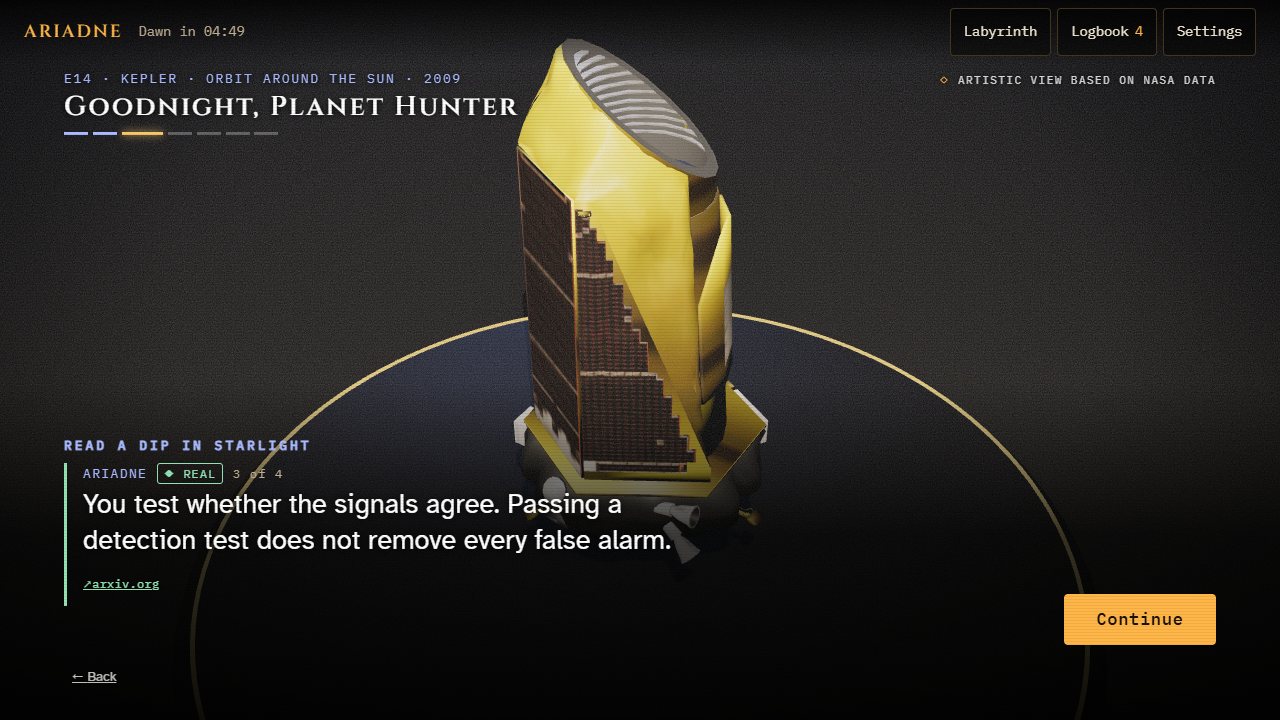 ARIADNE Dawn in 04:49 Labyrinth Logbook 4 Settings
E14 · KEPLER · ORBIT AROUND THE SUN · 2009
◇ ARTISTIC VIEW BASED ON NASA DATA
GOODNIGHT, PLANET HUNTER
READ A DIP IN STARLIGHT
ARIADNE ◆ REAL 3 of 4
You test whether the signals agree. Passing a
detection test does not remove every false alarm.
↗arxiv.org
Continue
← Back